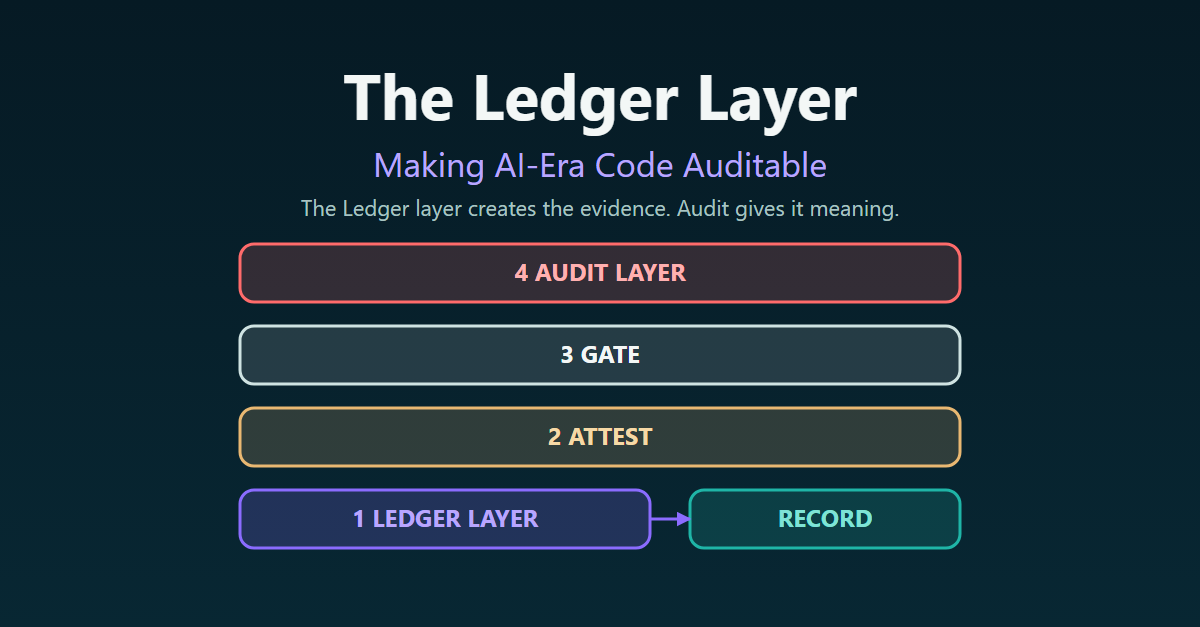 The Ledger Layer
Making AI-Era Code Auditable
The Ledger layer creates the evidence. Audit gives it meaning.
4 AUDIT LAYER
3 GATE
2 ATTEST
1 LEDGER LAYER
RECORD